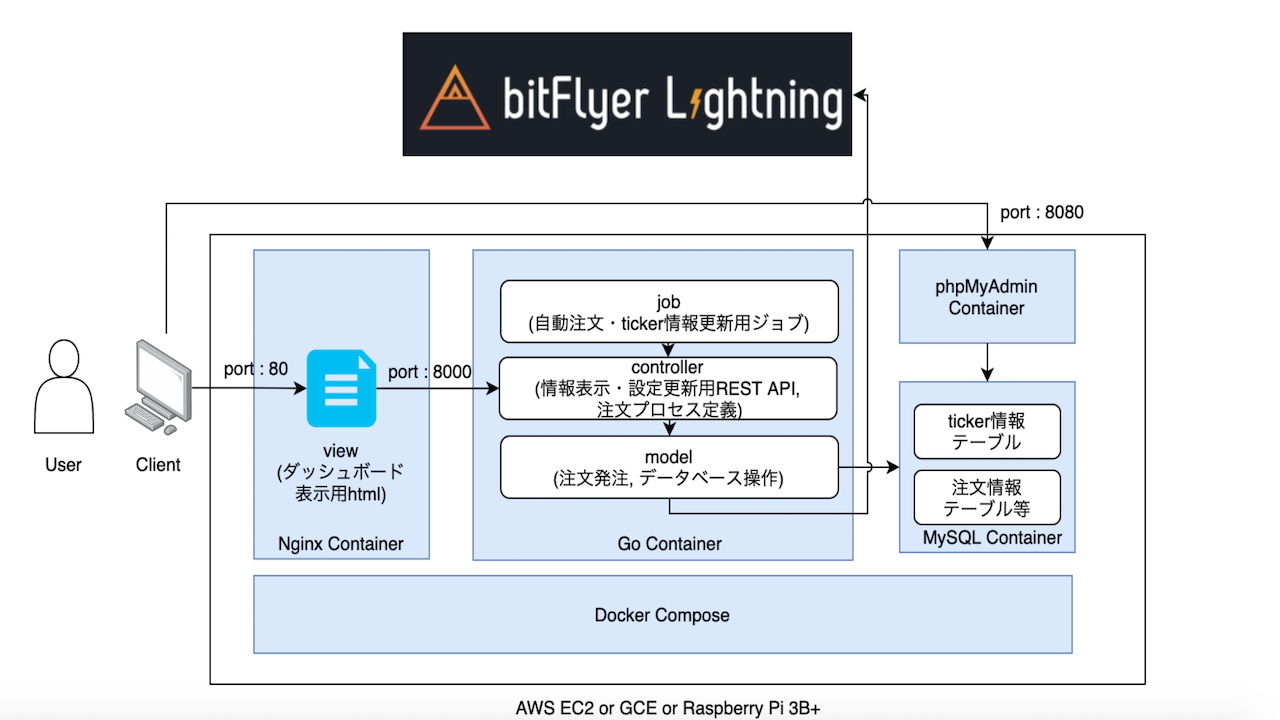 bitFlyer Lightning
port : 8080
phpMyAdmin
Container
job
(自動注文・ticker情報更新用ジョブ)
controller
(情報表示・設定更新用REST API,
注文プロセス定義)
port : 80
port : 8000
ticker情報
テーブル
model
(注文発注, データベース操作)
view
(ダッシュボード
表示用html)
User
Client
注文情報
テーブル等
Nginx Container
Go Container
MySQL Container
Docker Compose
AWS EC2 or GCE or Raspberry Pi 3B+